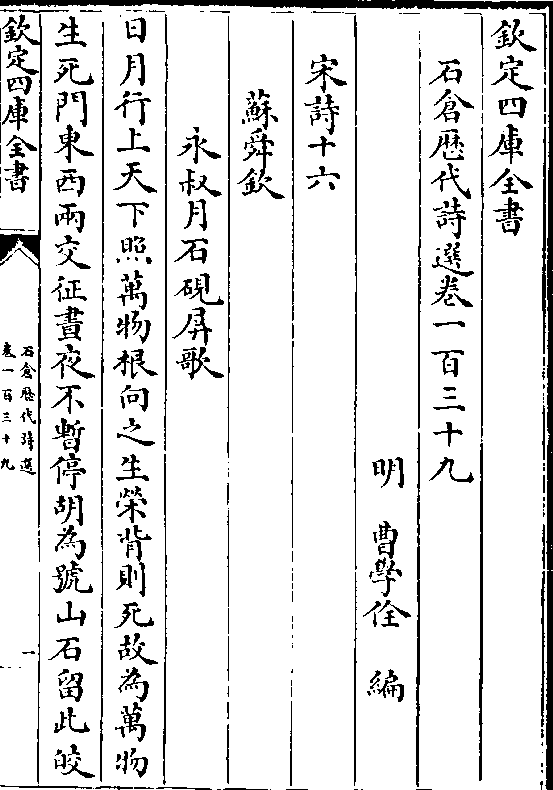 欽定四庫全書
石倉歷代詩選卷一百三十九
明 曹學佺 編
宋詩十六
蘇舜欽
永叔月石硯屏歌
日月行上天下照萬物根向之生榮背則死故為萬物
生死門東西兩交征晝夜不暫停胡為號山石留此皎
欽定四庫全書
石倉歷代詩選
卷一百三十九
一